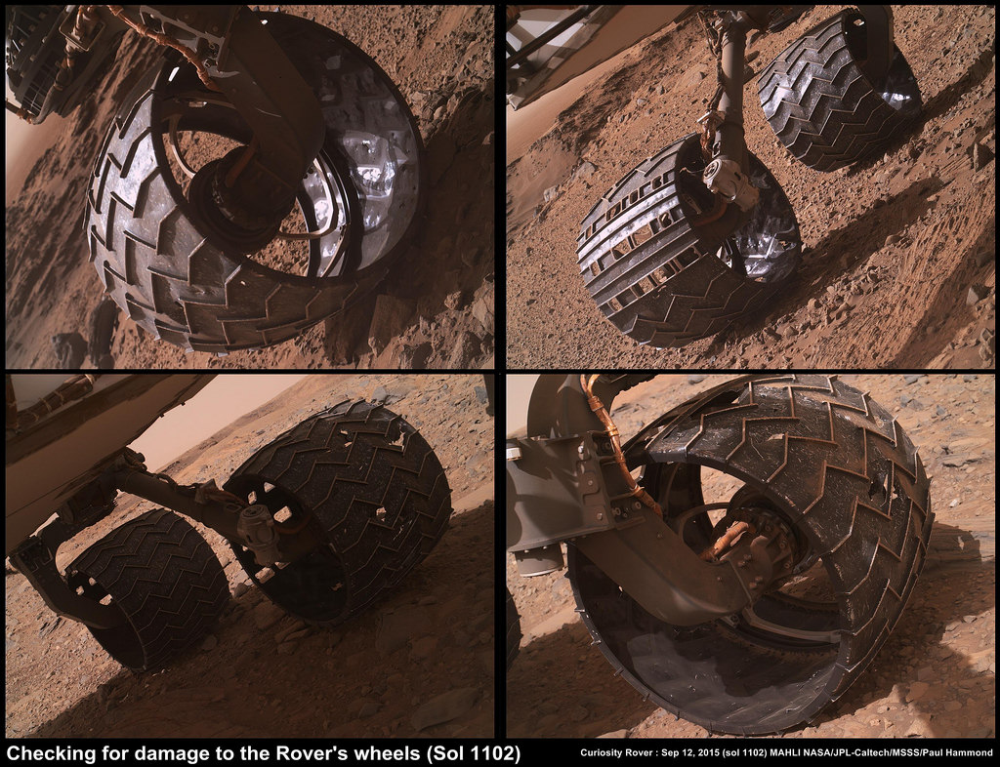 Checking for damage to the Rover's wheels (Sol 1102)
Curiosity Rover : Sep 12, 2015 (sol 1102) MAHLI NASA/JPL-Caltech/MSSS/Paul Hammond